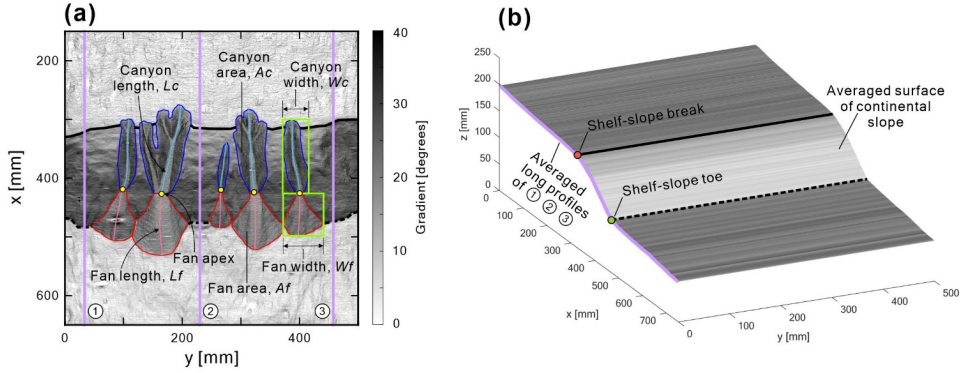 (a)
Canyon
length, Lc
Canyon
area, Ac
Canyon
width, Wc
Fan length, Lf
Fan apex
Fan area, Af
Fan width, Wf
1
2
3
200
400
600
x [mm]
0
200
400
y [mm]
40
30
20
10
0
Gradient [degrees]
(b)
250
200
150
100
50
0
z [mm]
Shelf-slope break
Averaged surface
of continental
slope
Averaged
long profiles
of 1 2 3
Shelf-slope toe
100
200
300
400
500
600
700
x [mm]
0
100
200
300
400
500
y [mm]